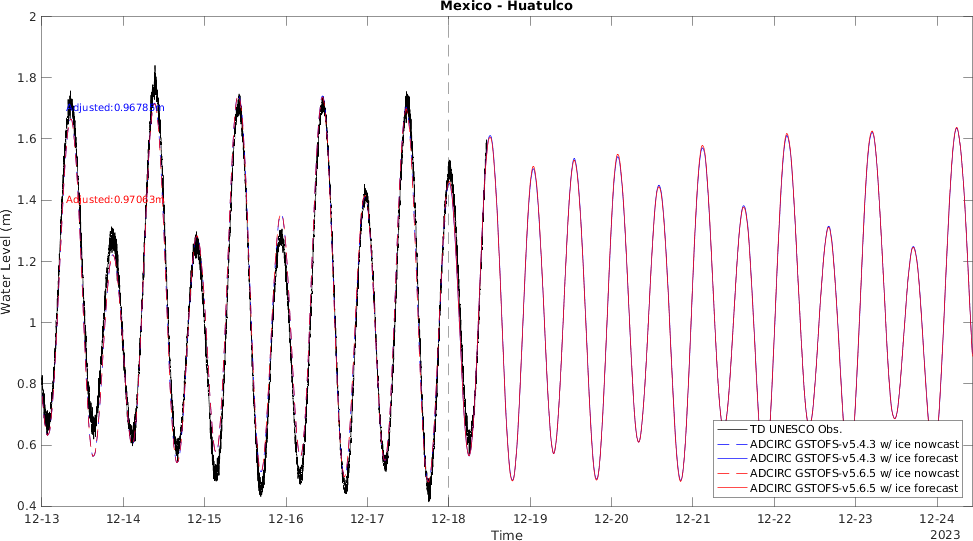 Mexico - Huatulco
2
1.8
1.6
1.4
1.2
1
0.8
0.6
0.4
Water Level (m)
Adjusted:0.96783m
Adjusted:0.97063m
TD UNESCO Obs.
ADCIRC GSTOFS-v5.4.3 w/ ice nowcast
ADCIRC GSTOFS-v5.4.3 w/ ice forecast
ADCIRC GSTOFS-v5.6.5 w/ ice nowcast
ADCIRC GSTOFS-v5.6.5 w/ ice forecast
12-13 12-14 12-15 12-16 12-17 12-18 12-19 12-20 12-21 12-22 12-23 12-24
Time
2023